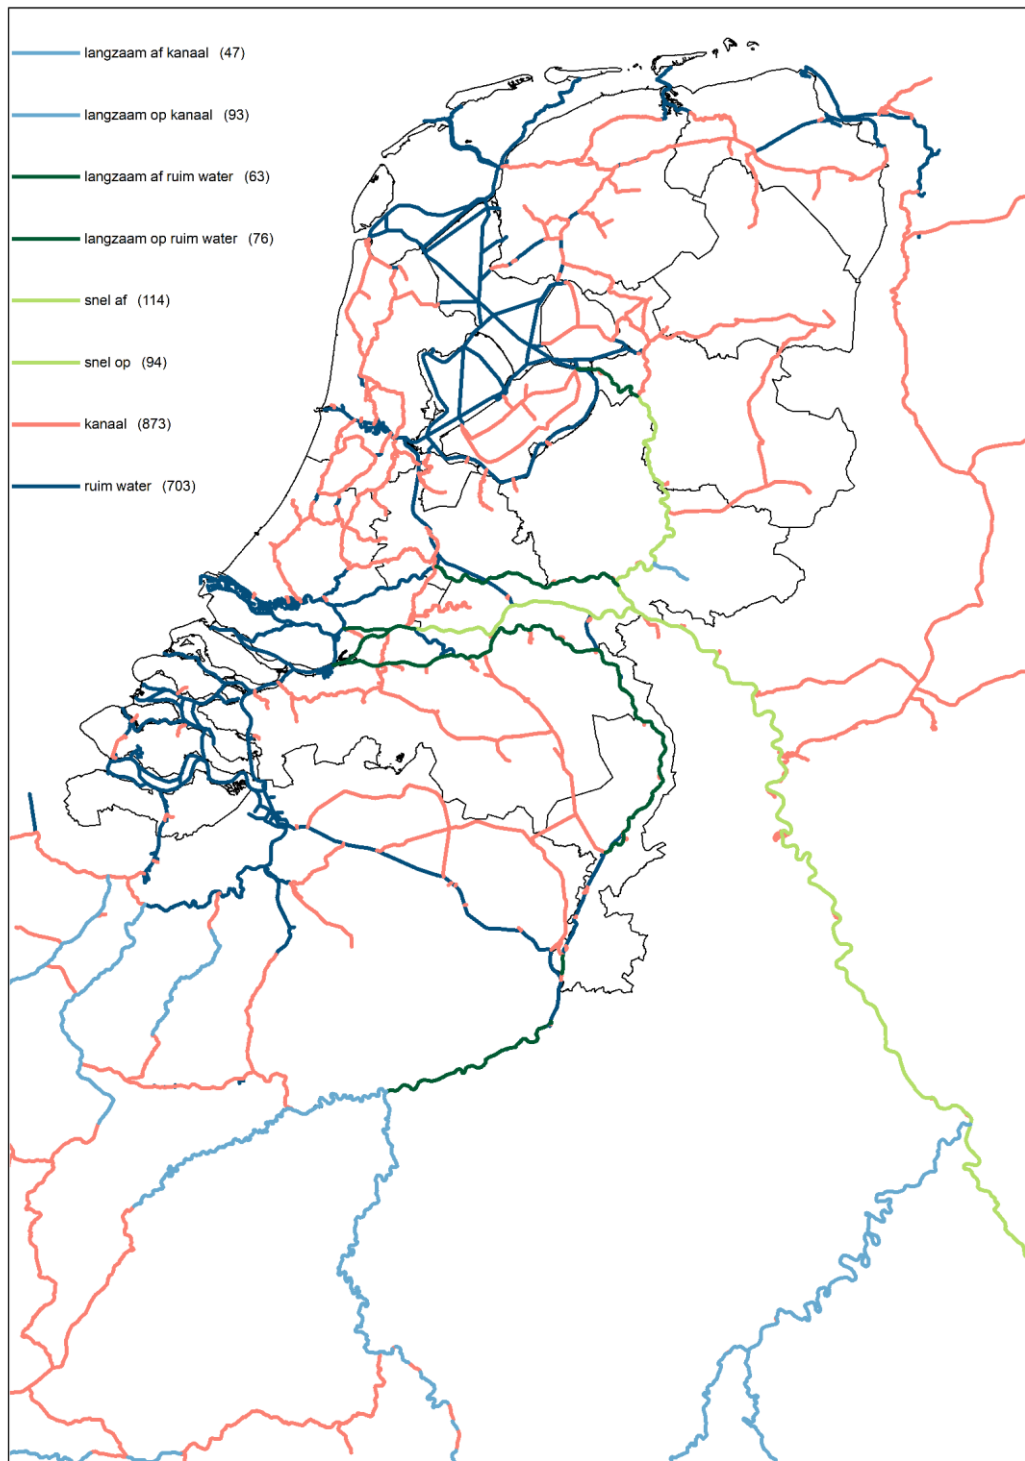 langzaam af kanaal (47)
langzaam op kanaal (93)
langzaam af ruim water (63)
langzaam op ruim water (76)
snel af (114)
snel op (94)
kanaal (873)
ruim water (703)